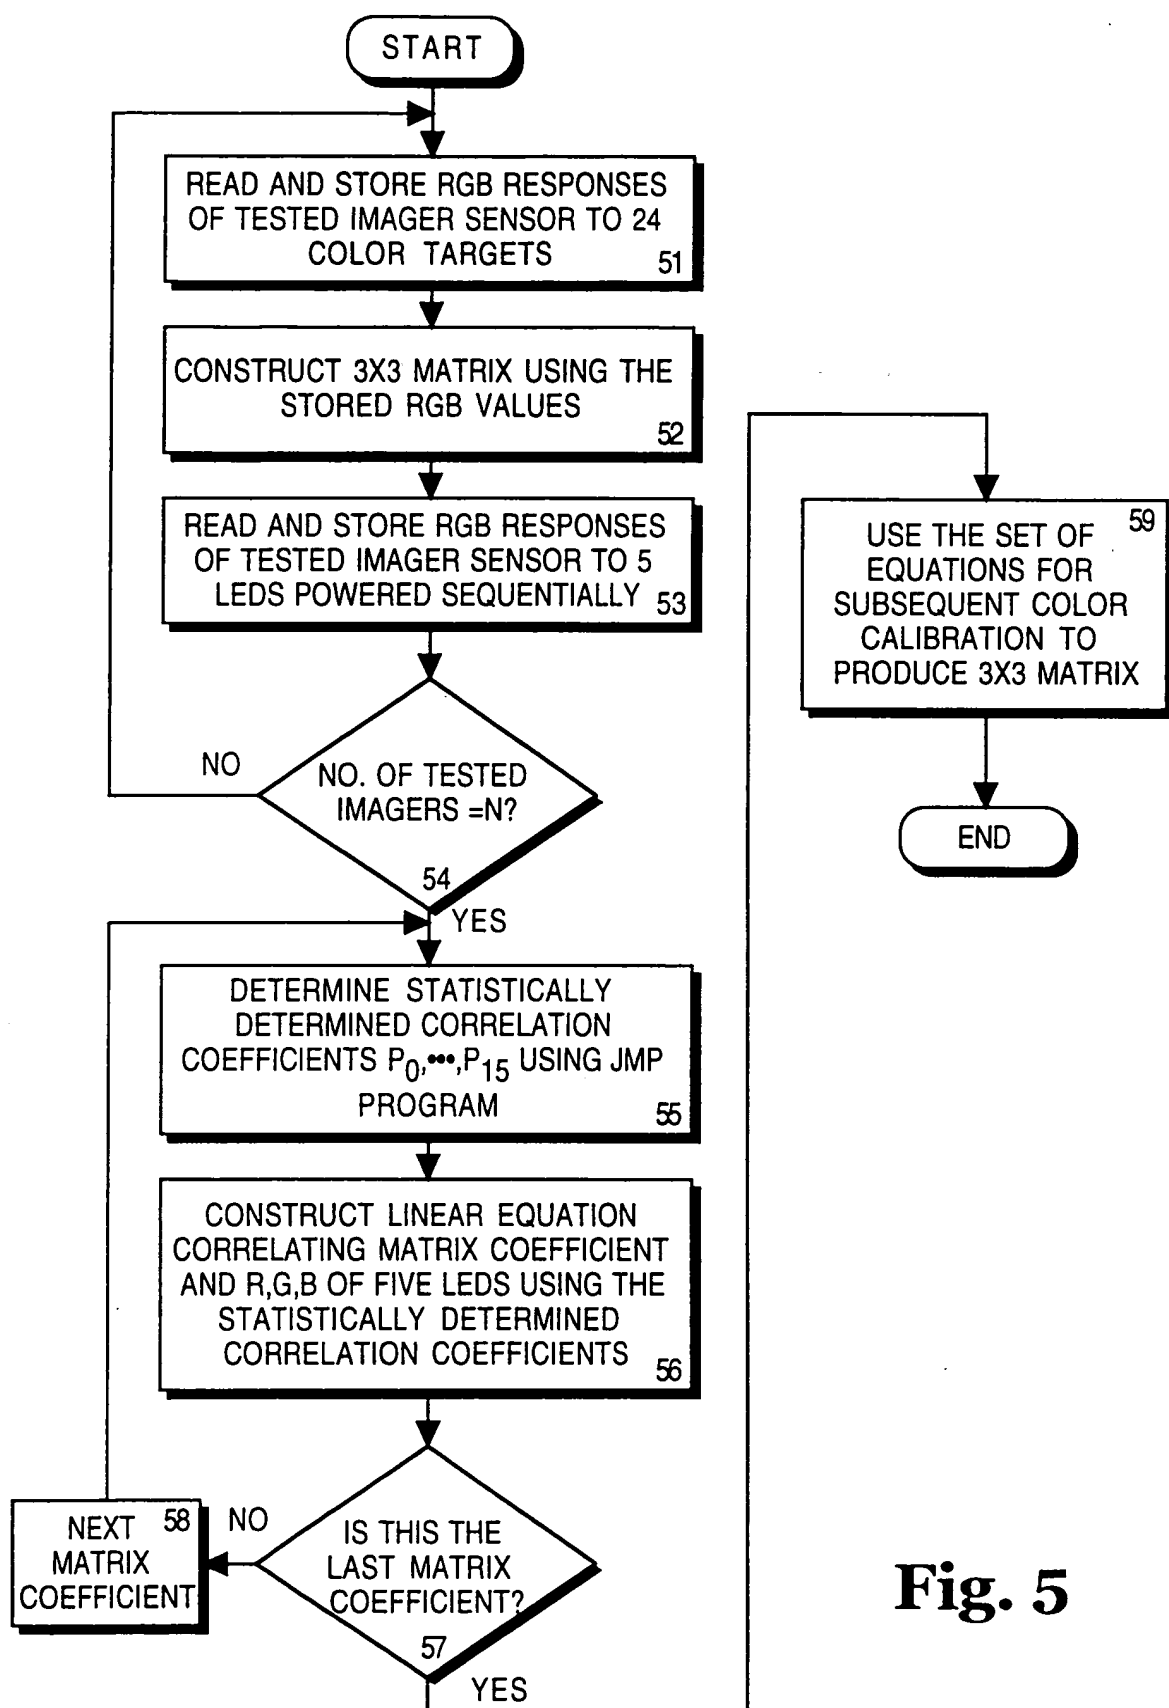 START
READ AND STORE RGB RESPONSES
OF TESTED IMAGER SENSOR TO 24
COLOR TARGETS
51
CONSTRUCT 3X3 MATRIX USING THE
STORED RGB VALUES
52
READ AND STORE RGB RESPONSES
OF TESTED IMAGER SENSOR TO 5
LEDS POWERED SEQUENTIALLY
53
NO
NO. OF TESTED
IMAGERS =N?
54
YES
DETERMINE STATISTICALLY
DETERMINED CORRELATION
COEFFICIENTS P0,•••,P15 USING JMP
PROGRAM
55
CONSTRUCT LINEAR EQUATION
CORRELATING MATRIX COEFFICIENT
AND R,G,B OF FIVE LEDS USING THE
STATISTICALLY DETERMINED
CORRELATION COEFFICIENTS
56
IS THIS THE
LAST MATRIX
COEFFICIENT?
57
NO
YES
NEXT
MATRIX
COEFFICIENT
58
59
USE THE SET OF
EQUATIONS FOR
SUBSEQUENT COLOR
CALIBRATION TO
PRODUCE 3X3 MATRIX
END
Fig. 5